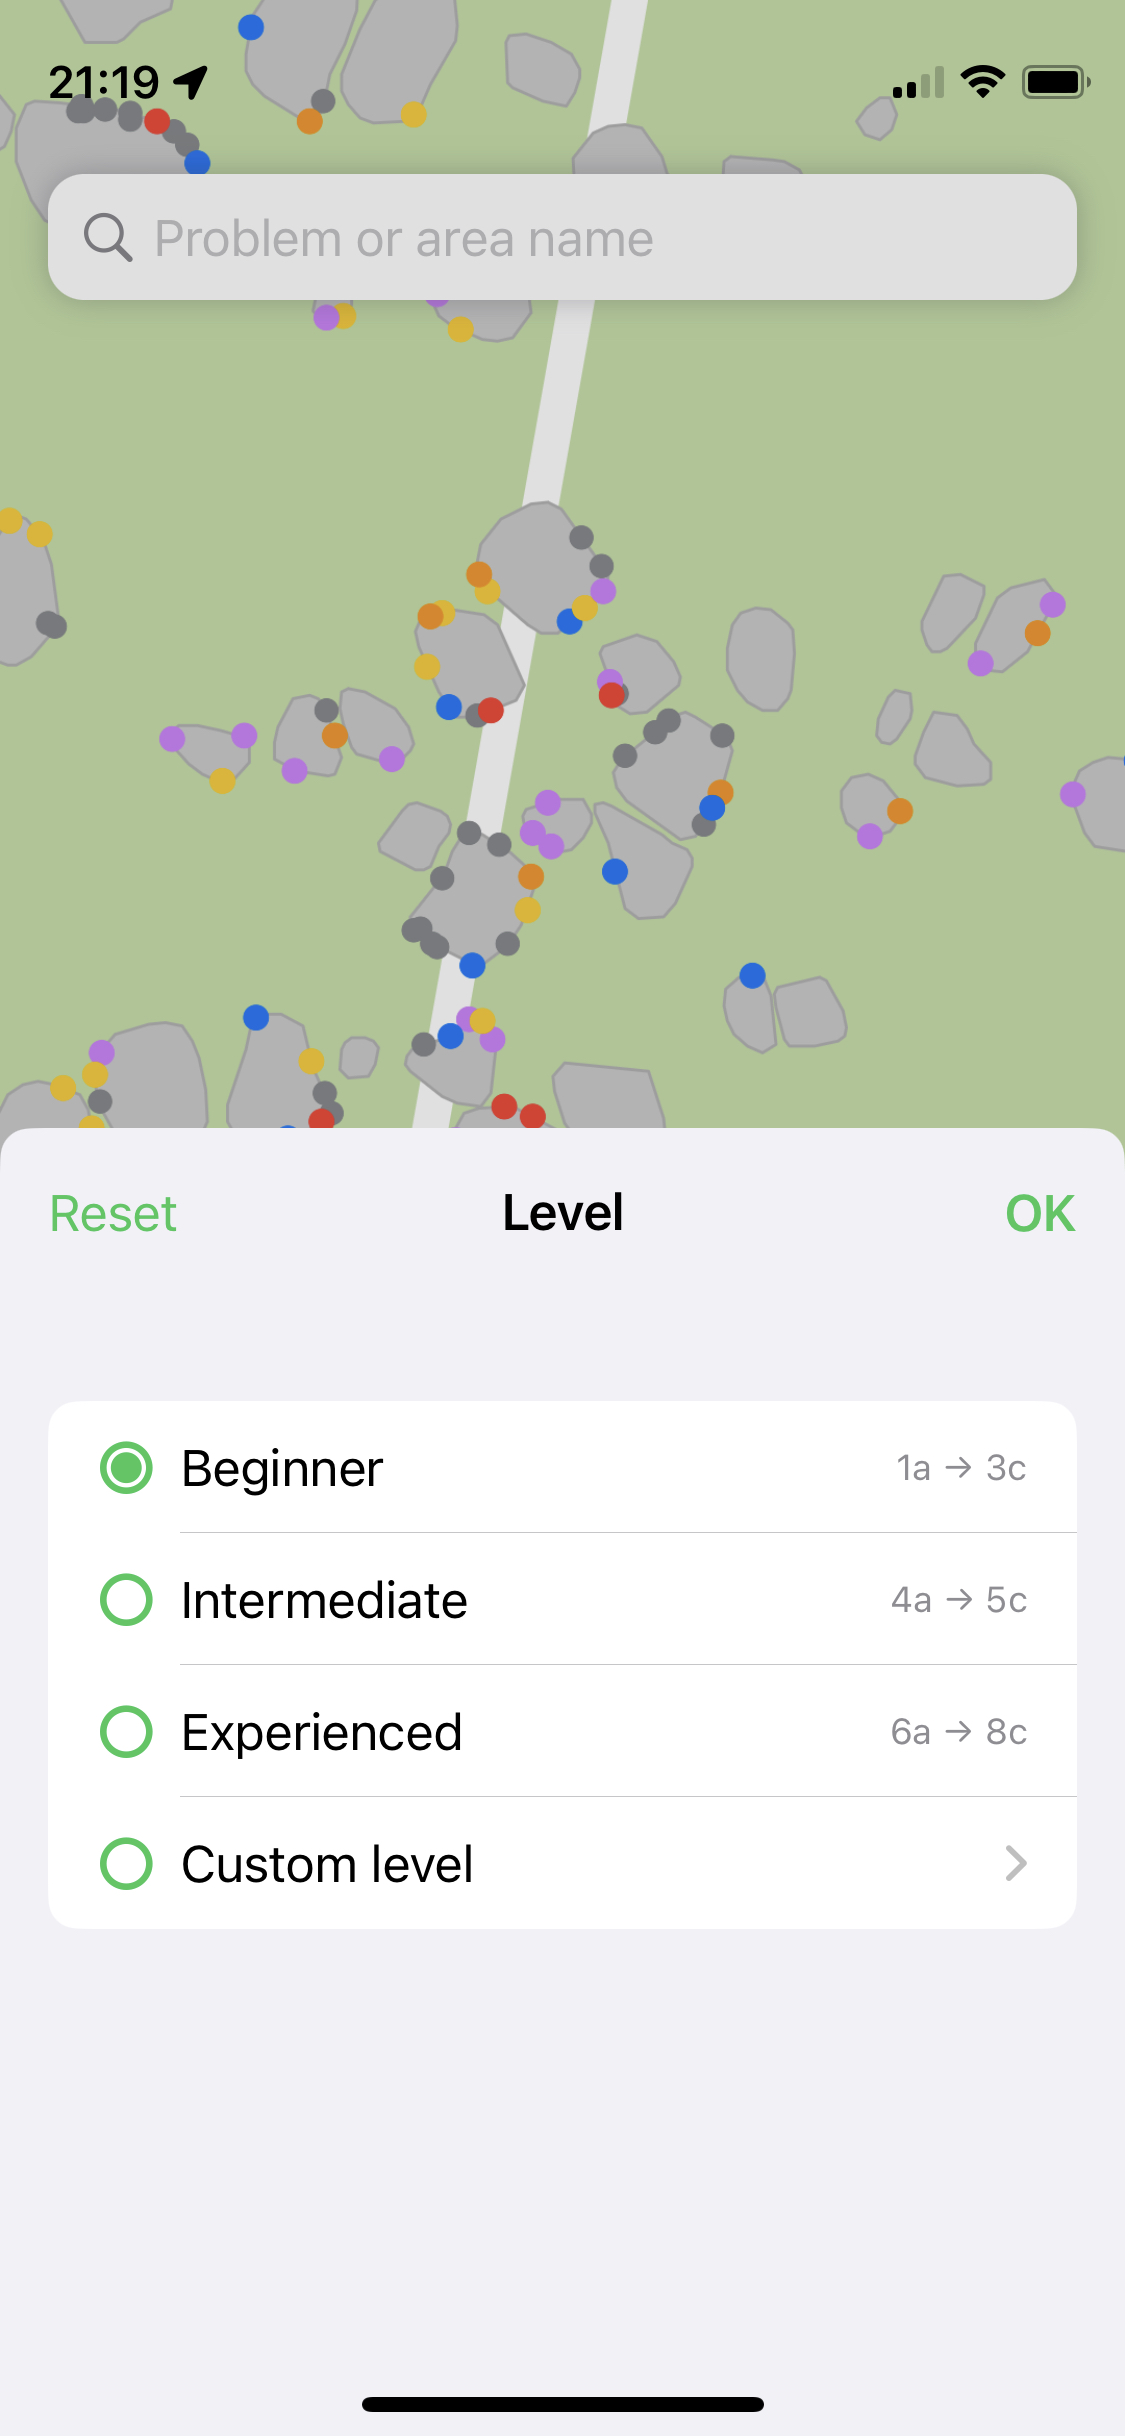 21:19
Problem or area name
Reset
Level
OK
Beginner
1a → 3c
Intermediate
4a → 5c
Experienced
6a → 8c
Custom level